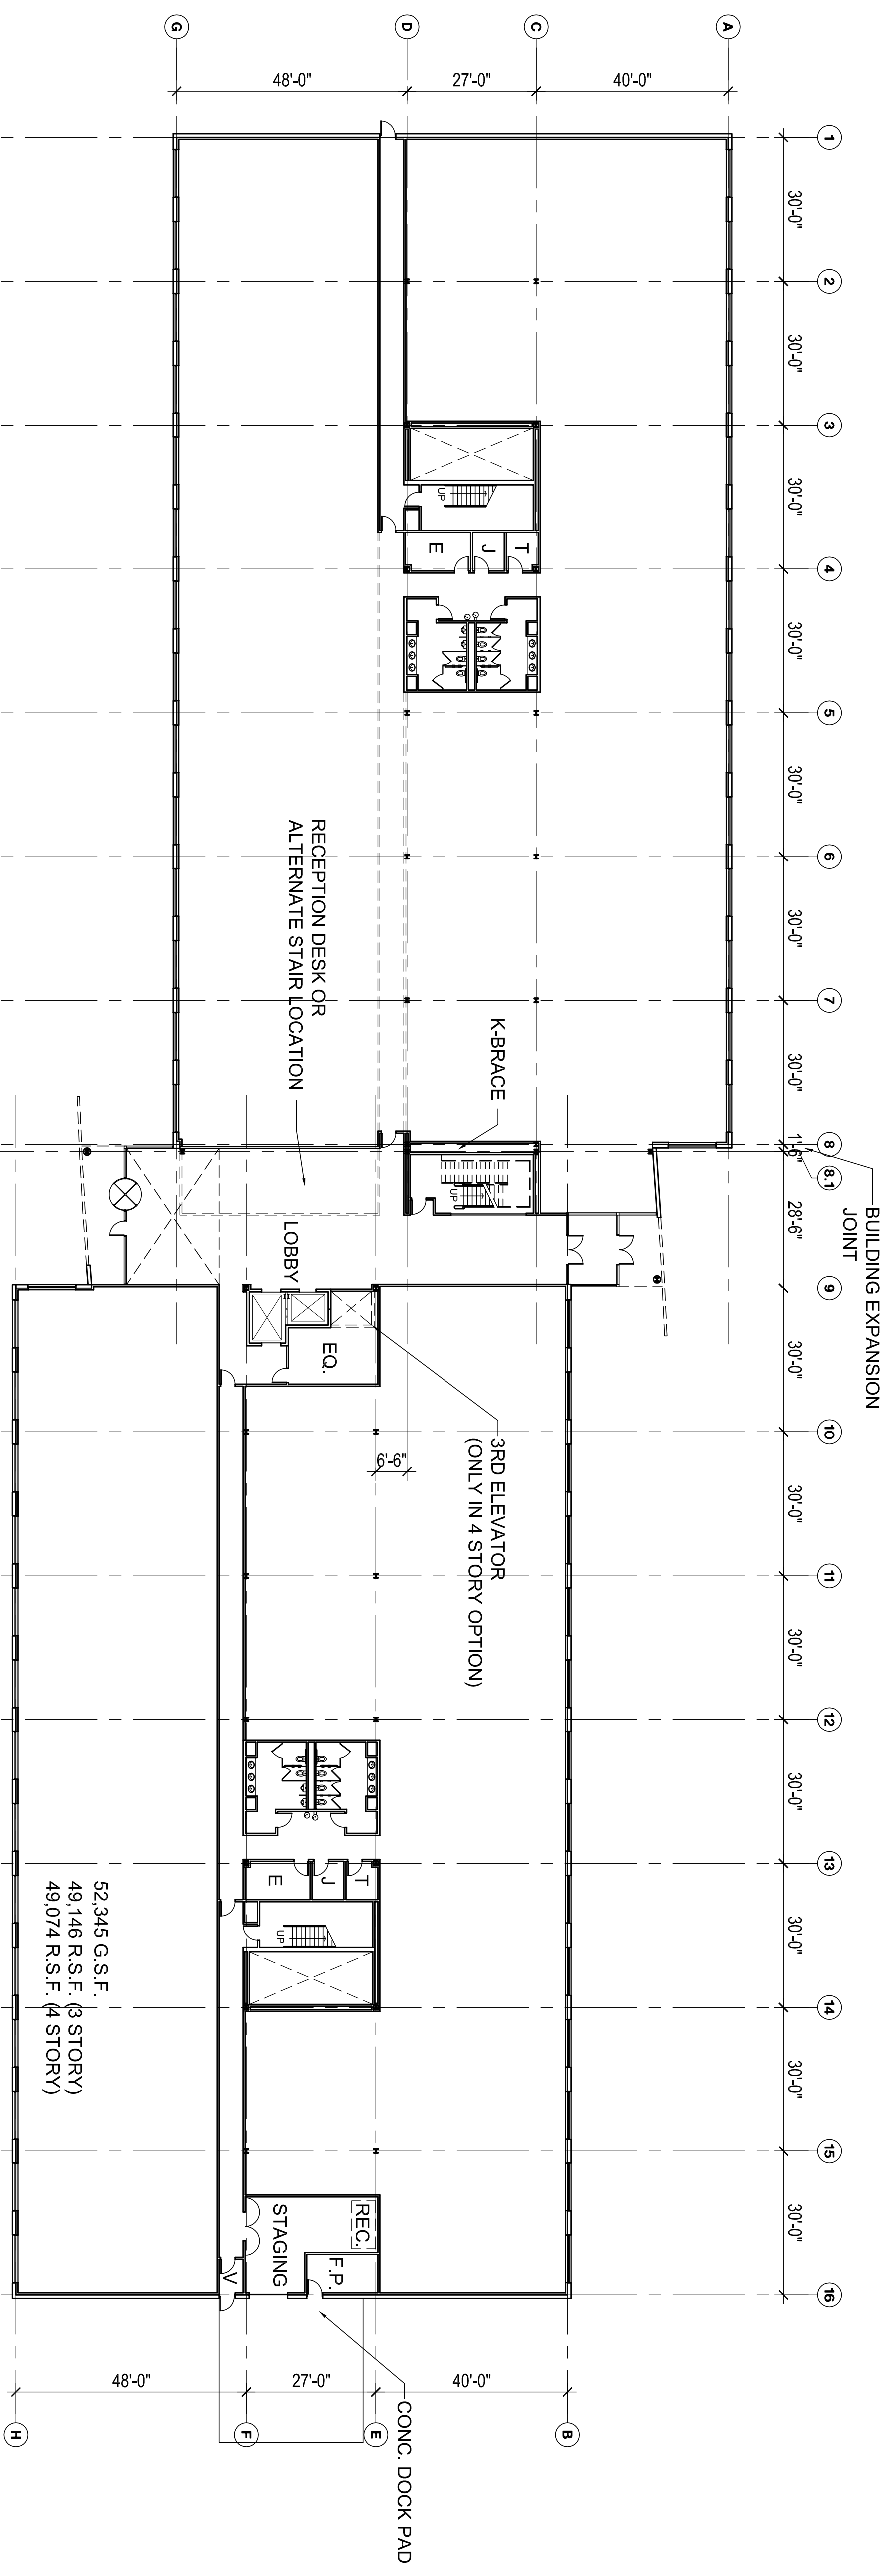 G
D
C
A
48'-0"
27'-0"
40'-0"
1
30'-0"
2
30'-0"
3
30'-0"
UP
E
J
T
4
30'-0"
5
30'-0"
6
30'-0"
RECEPTION DESK OR
ALTERNATE STAIR LOCATION
7
K-BRACE
30'-0"
8
1'-6"
8.1
BUILDING EXPANSION
JOINT
UP
28'-6"
LOBBY
9
EQ.
30'-0"
3RD ELEVATOR
(ONLY IN 4 STORY OPTION)
10
6'-6"
30'-0"
11
30'-0"
12
30'-0"
13
E
J
T
30'-0"
UP
52,345 G.S.F.
49,146 R.S.F. (3 STORY)
49,074 R.S.F. (4 STORY)
14
30'-0"
15
30'-0"
STAGING
REC.
F.P.
V
16
CONC. DOCK PAD
48'-0"
27'-0"
40'-0"
H
F
E
B